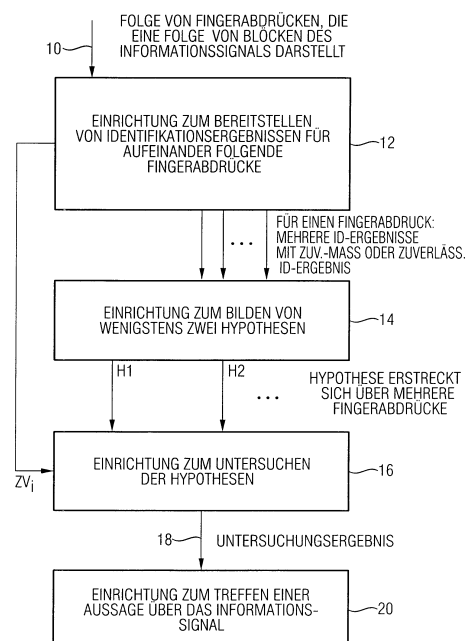 FOLGE VON FINGERABDRÜCKEN, DIE
EINE FOLGE VON BLÖCKEN DES
INFORMATIONSSIGNALS DARSTELLT
10
EINRICHTUNG ZUM BEREITSTELLEN
VON IDENTIFIKATIONSERGEBNISSEN FÜR
AUFEINANDER FOLGENDE
FINGERABDRÜCKE
12
...
FÜR EINEN FINGERABDRUCK:
MEHRERE ID-ERGEBNISSE
MIT ZUV.-MASS ODER ZUVERLÄSS.
ID-ERGEBNIS
EINRICHTUNG ZUM BILDEN VON
WENIGSTENS ZWEI HYPOTHESEN
14
H1
H2
...
HYPOTHESE ERSTRECKT
SICH ÜBER MEHRERE
FINGERABDRÜCKE
EINRICHTUNG ZUM UNTERSUCHEN
DER HYPOTHESEN
16
ZVi
18
UNTERSUCHUNGSERGEBNIS
EINRICHTUNG ZUM TREFFEN EINER
AUSSAGE ÜBER DAS INFORMATIONS-
SIGNAL
20